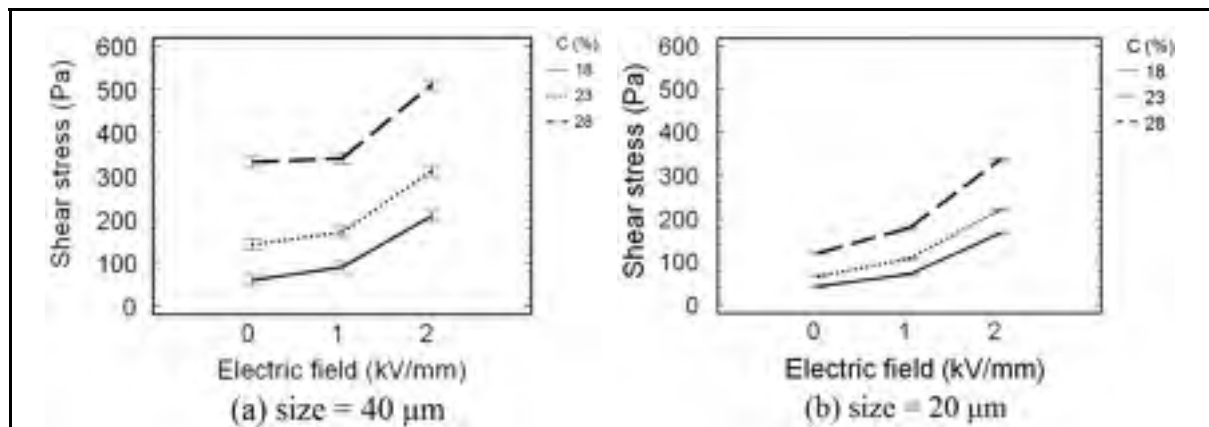 600
500
400
300
200
100
0
Shear stress (Pa)
C (%)
18
23
28
0 1 2
Electric field (kV/mm)
(a) size = 40 μm
600
500
400
300
200
100
0
Shear stress (Pa)
C (%)
18
23
28
0 1 2
Electric field (kV/mm)
(b) size = 20 μm